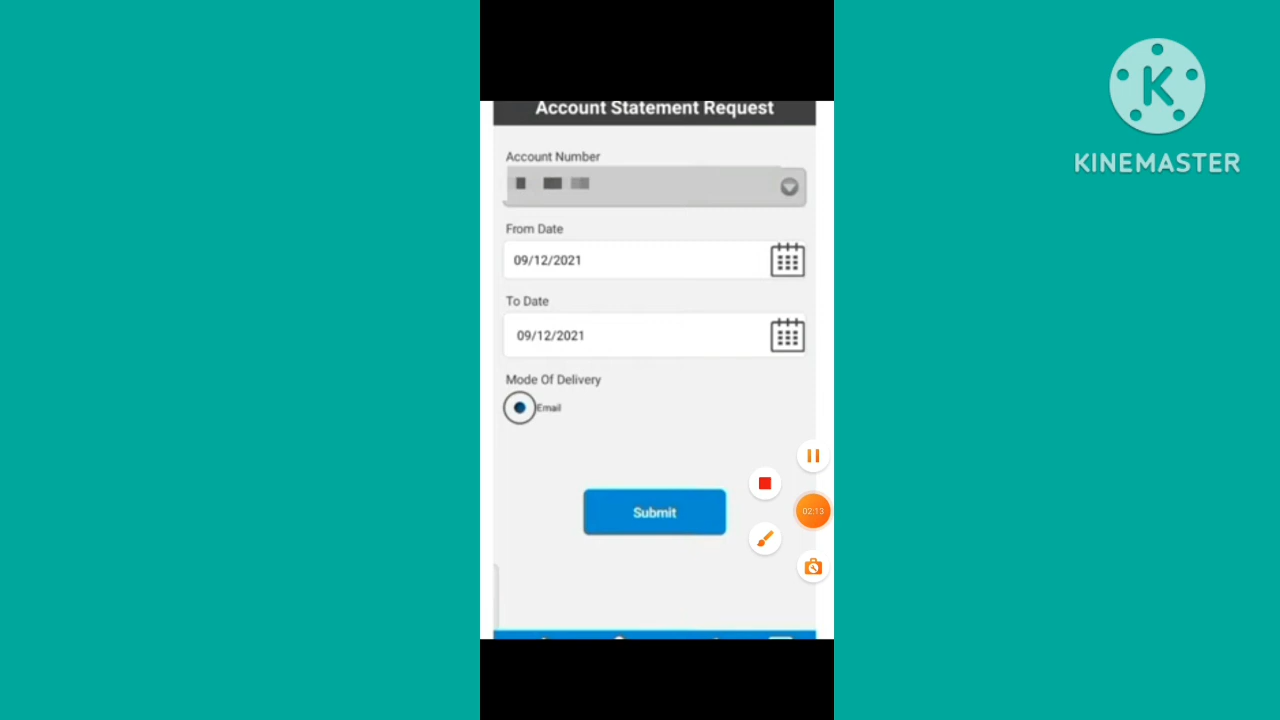 KINEMASTER
Account Statement Request
Account Number
From Date
09/12/2021
To Date
09/12/2021
Mode Of Delivery
Email
Submit
02:13